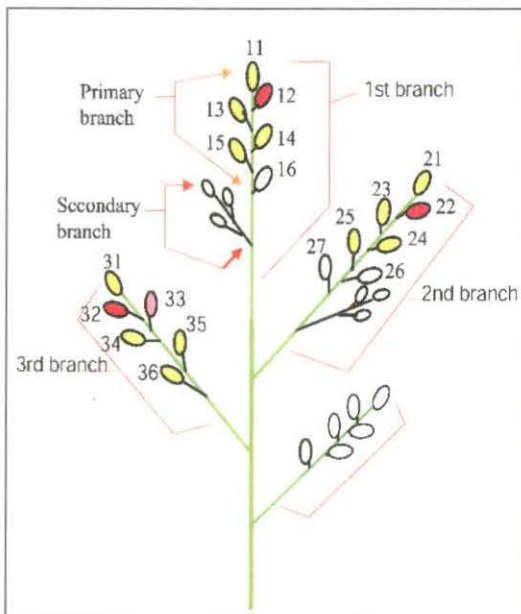 11
Primary
branch
12
1st branch
13
14
15
16
Secondary
branch
21
23
22
25
24
27
26
2nd branch
31
33
32
35
34
3rd branch
36